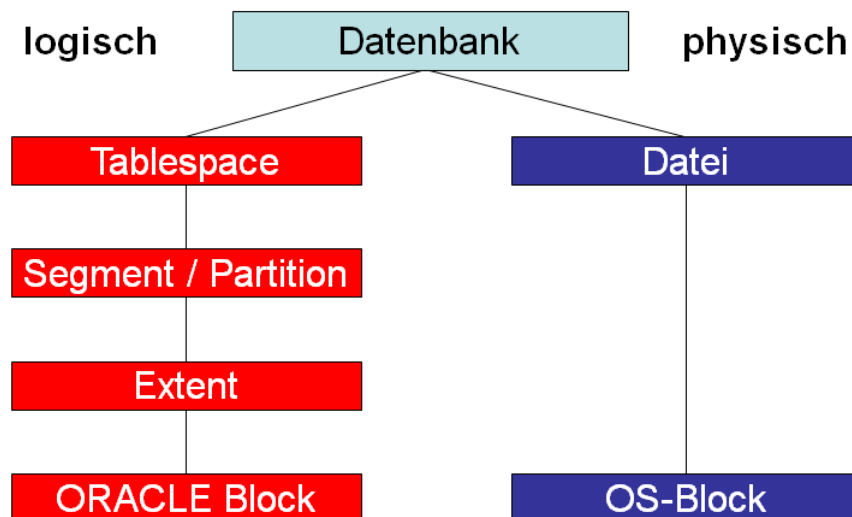 logisch
Datenbank
physisch
Tablespace
Datei
Segment / Partition
Extent
ORACLE Block
OS-Block